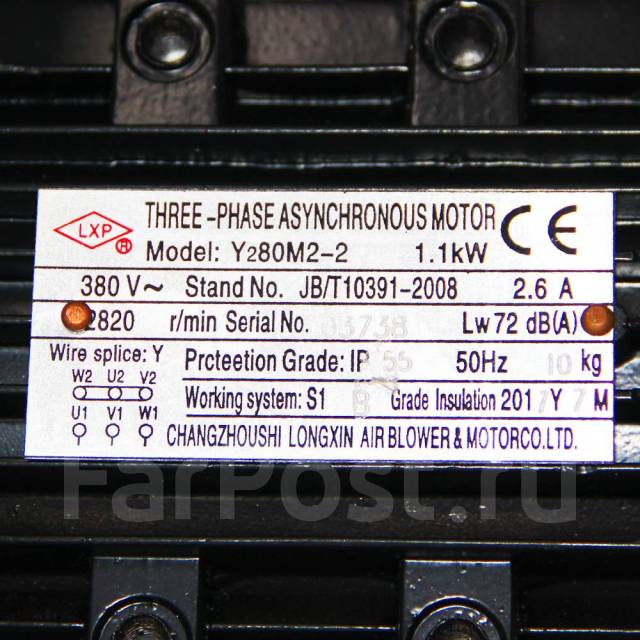 LXP ® THREE-PHASE ASYNCHRONOUS MOTOR CE
Model: Y280M2-2 1.1kW
380 V~ Stand No. JB/T10391-2008 2.6 A
2820 r/min Serial No. 03738 Lw72 dB(A)
Wire splice: Y Prcteetion Grade: IP 55 50Hz 10 kg
W2 U2 V2
Working system: S1 B Grade Insulation 2017Y 7 M
U1 V1 W1
CHANGZHOUSHI LONGXIN AIR BLOWER & MOTORCO.LTD.
FarPost.ru